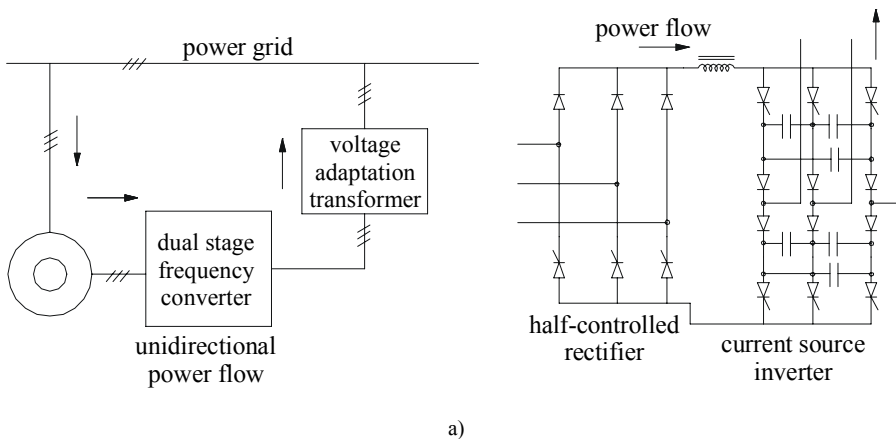 power grid
voltage
adaptation
transformer
dual stage
frequency
converter
unidirectional
power flow
power flow
half-controlled
rectifier
current source
inverter
a)